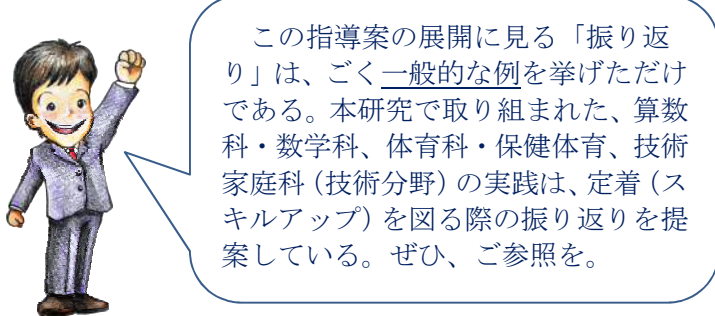 この指導案の展開に見る「振り返
り」は、ごく一般的な例を挙げただけ
である。本研究で取り組まれた、算数
科・数学科、体育科・保健体育、技術
家庭科（技術分野）の実践は、定着（ス
キルアップ）を図る際の振り返りを提
案している。ぜひ、ご参照を。